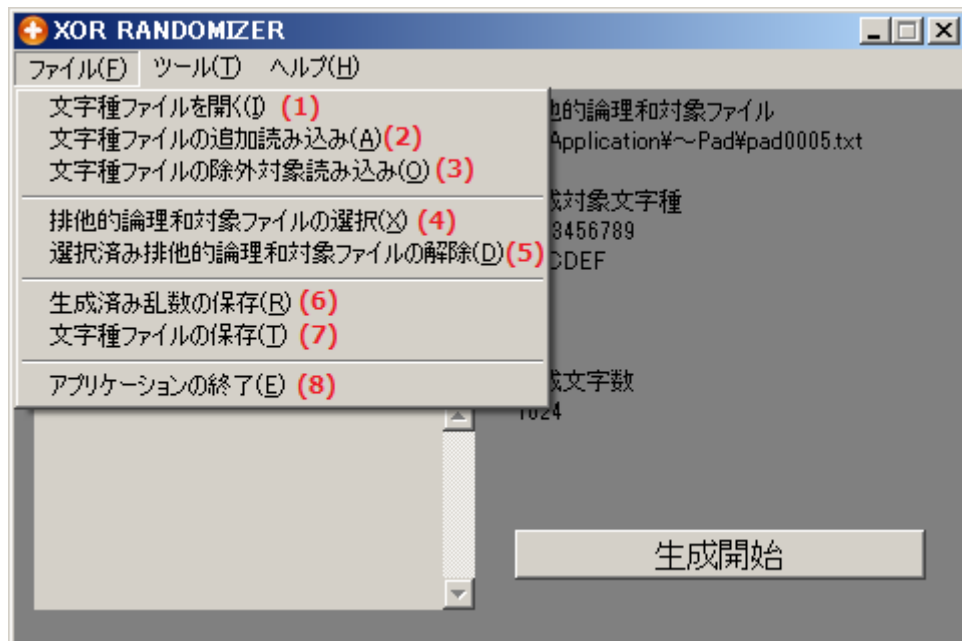 XOR RANDOMIZER
ファイル(F) ツール(T) ヘルプ(H)
文字種ファイルを開く(I) (1)
文字種ファイルの追加読み込み(A)(2)
文字種ファイルの除外対象読み込み(O) (3)
排他的論理和対象ファイルの選択(X) (4)
選択済み排他的論理和対象ファイルの解除(D)(5)
生成済み乱数の保存(R) (6)
文字種ファイルの保存(T) (7)
アプリケーションの終了(E) (8)
他的論理和対象ファイル
Application¥～Pad¥pad0005.txt
成対象文字種
3456789
CDEF
成文字数
1024
生成開始